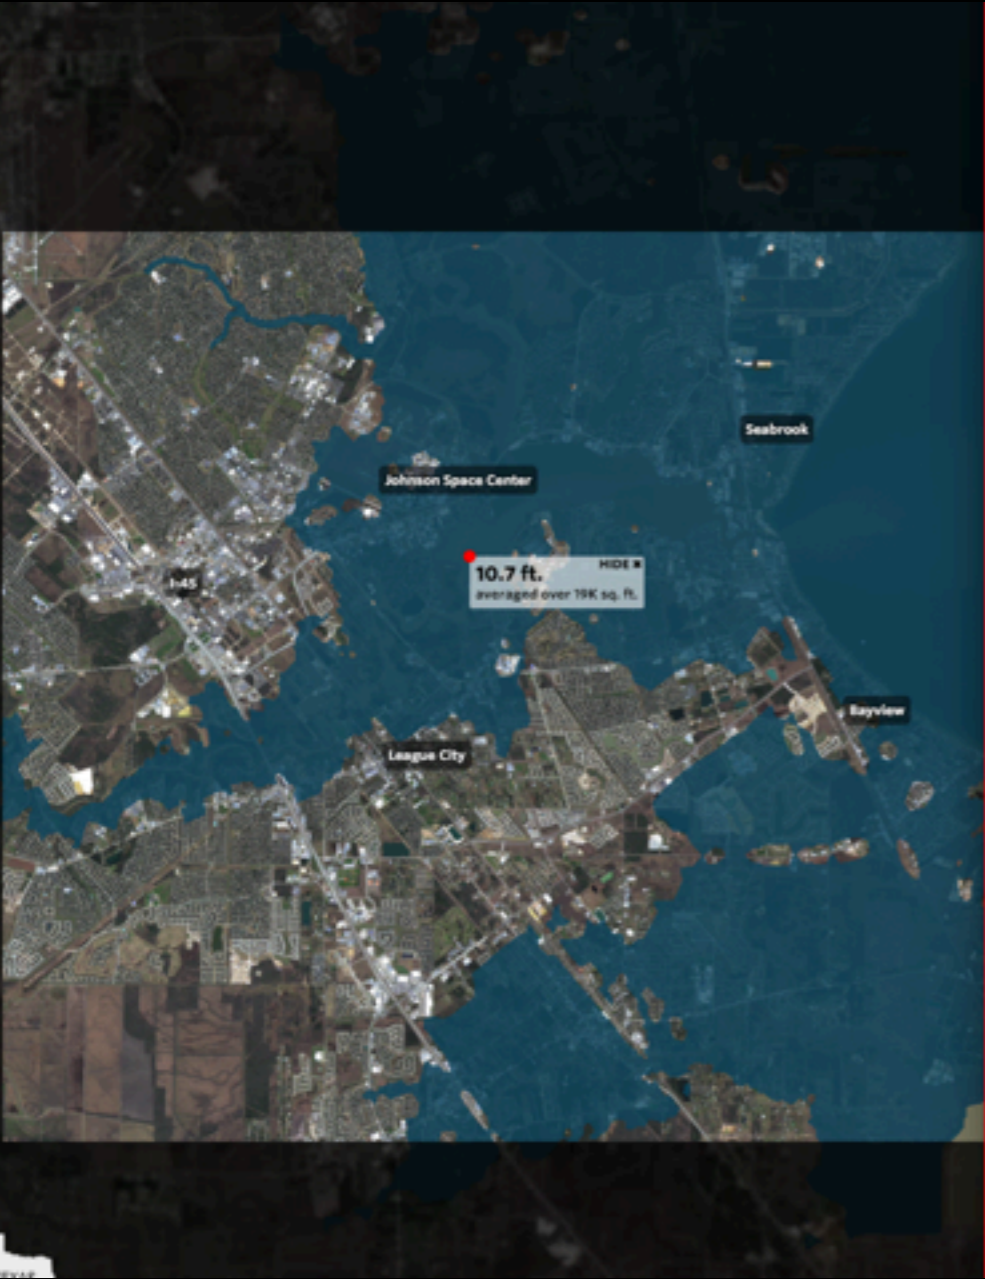 Seabrook
Johnson Space Center
HIDE ✖
10.7 ft.
averaged over 19K sq. ft.
I-45
Bayview
League City